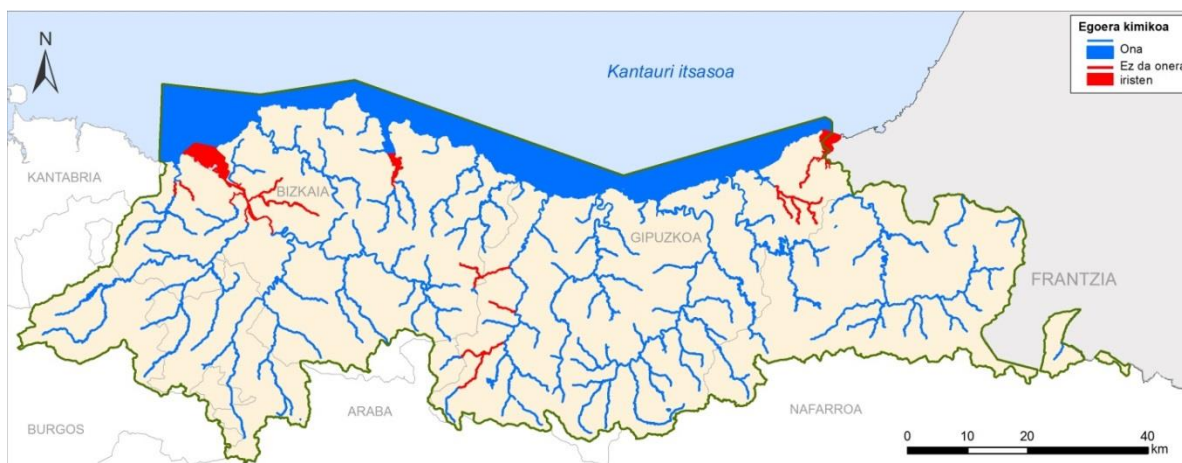 N
Kantauri itsasoa
Egoera kimikoa
Ona
Ez da onera
iristen
KANTABRIA
BIZKAIA
GIPUZKOA
FRANTZIA
ARABA
NAFARROA
BURGOS
0 10 20 40
km